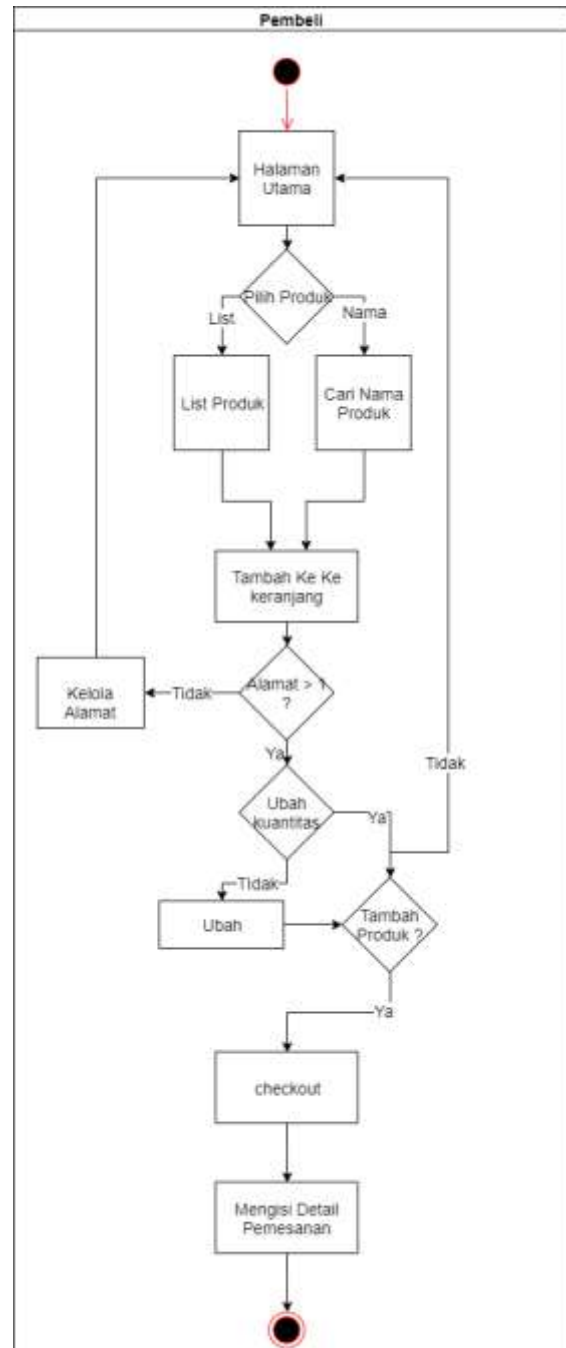 Pembeli
Halaman
Utama
Pilih Produk
List
Nama
List Produk
Cari Nama
Produk
Tambah Ke Ke
keranjang
Kelola
Alamat
Tidak
Alamat > 1
?
Ya
Tidak
Ubah
kuantitas
Ya
Tidak
Ubah
Tambah
Produk ?
Ya
checkout
Mengisi Detail
Pemesanan